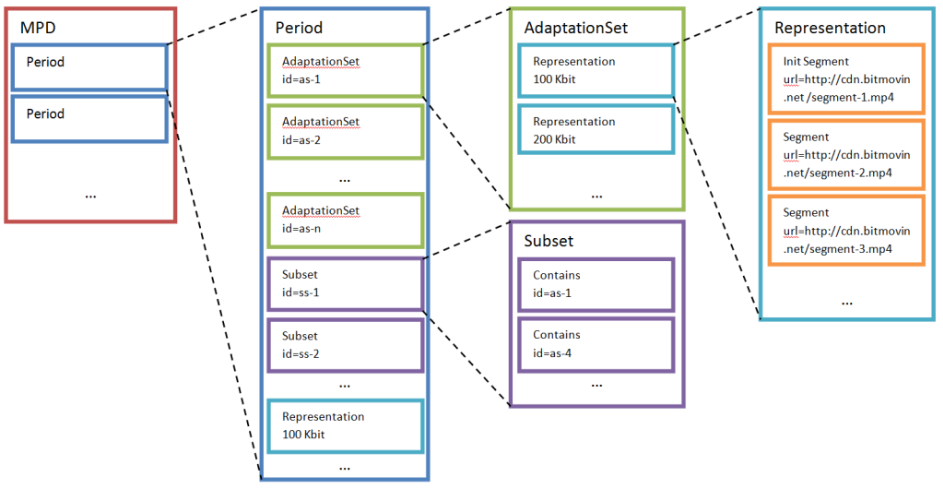 MPD
Period
Period
...
Period
AdaptationSet
id=as-1
AdaptationSet
id=as-2
...
AdaptationSet
id=as-n
Subset
id=ss-1
Subset
id=ss-2
...
Representation
100 Kbit
...
AdaptationSet
Representation
100 Kbit
Representation
200 Kbit
...
Subset
Contains
id=as-1
Contains
id=as-4
...
Representation
Init Segment
url=http://cdn.bitmovin
.net/segment-1.mp4
Segment
url=http://cdn.bitmovin
.net/segment-2.mp4
Segment
url=http://cdn.bitmovin
.net/segment-3.mp4
...